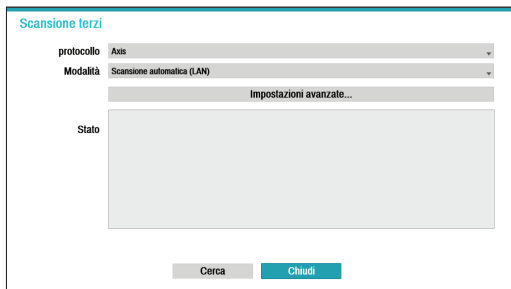 Scansione terzi
protocollo Axis
Modalità Scansione automatica (LAN)
Impostazioni avanzate...
Stato
Cerca Chiudi